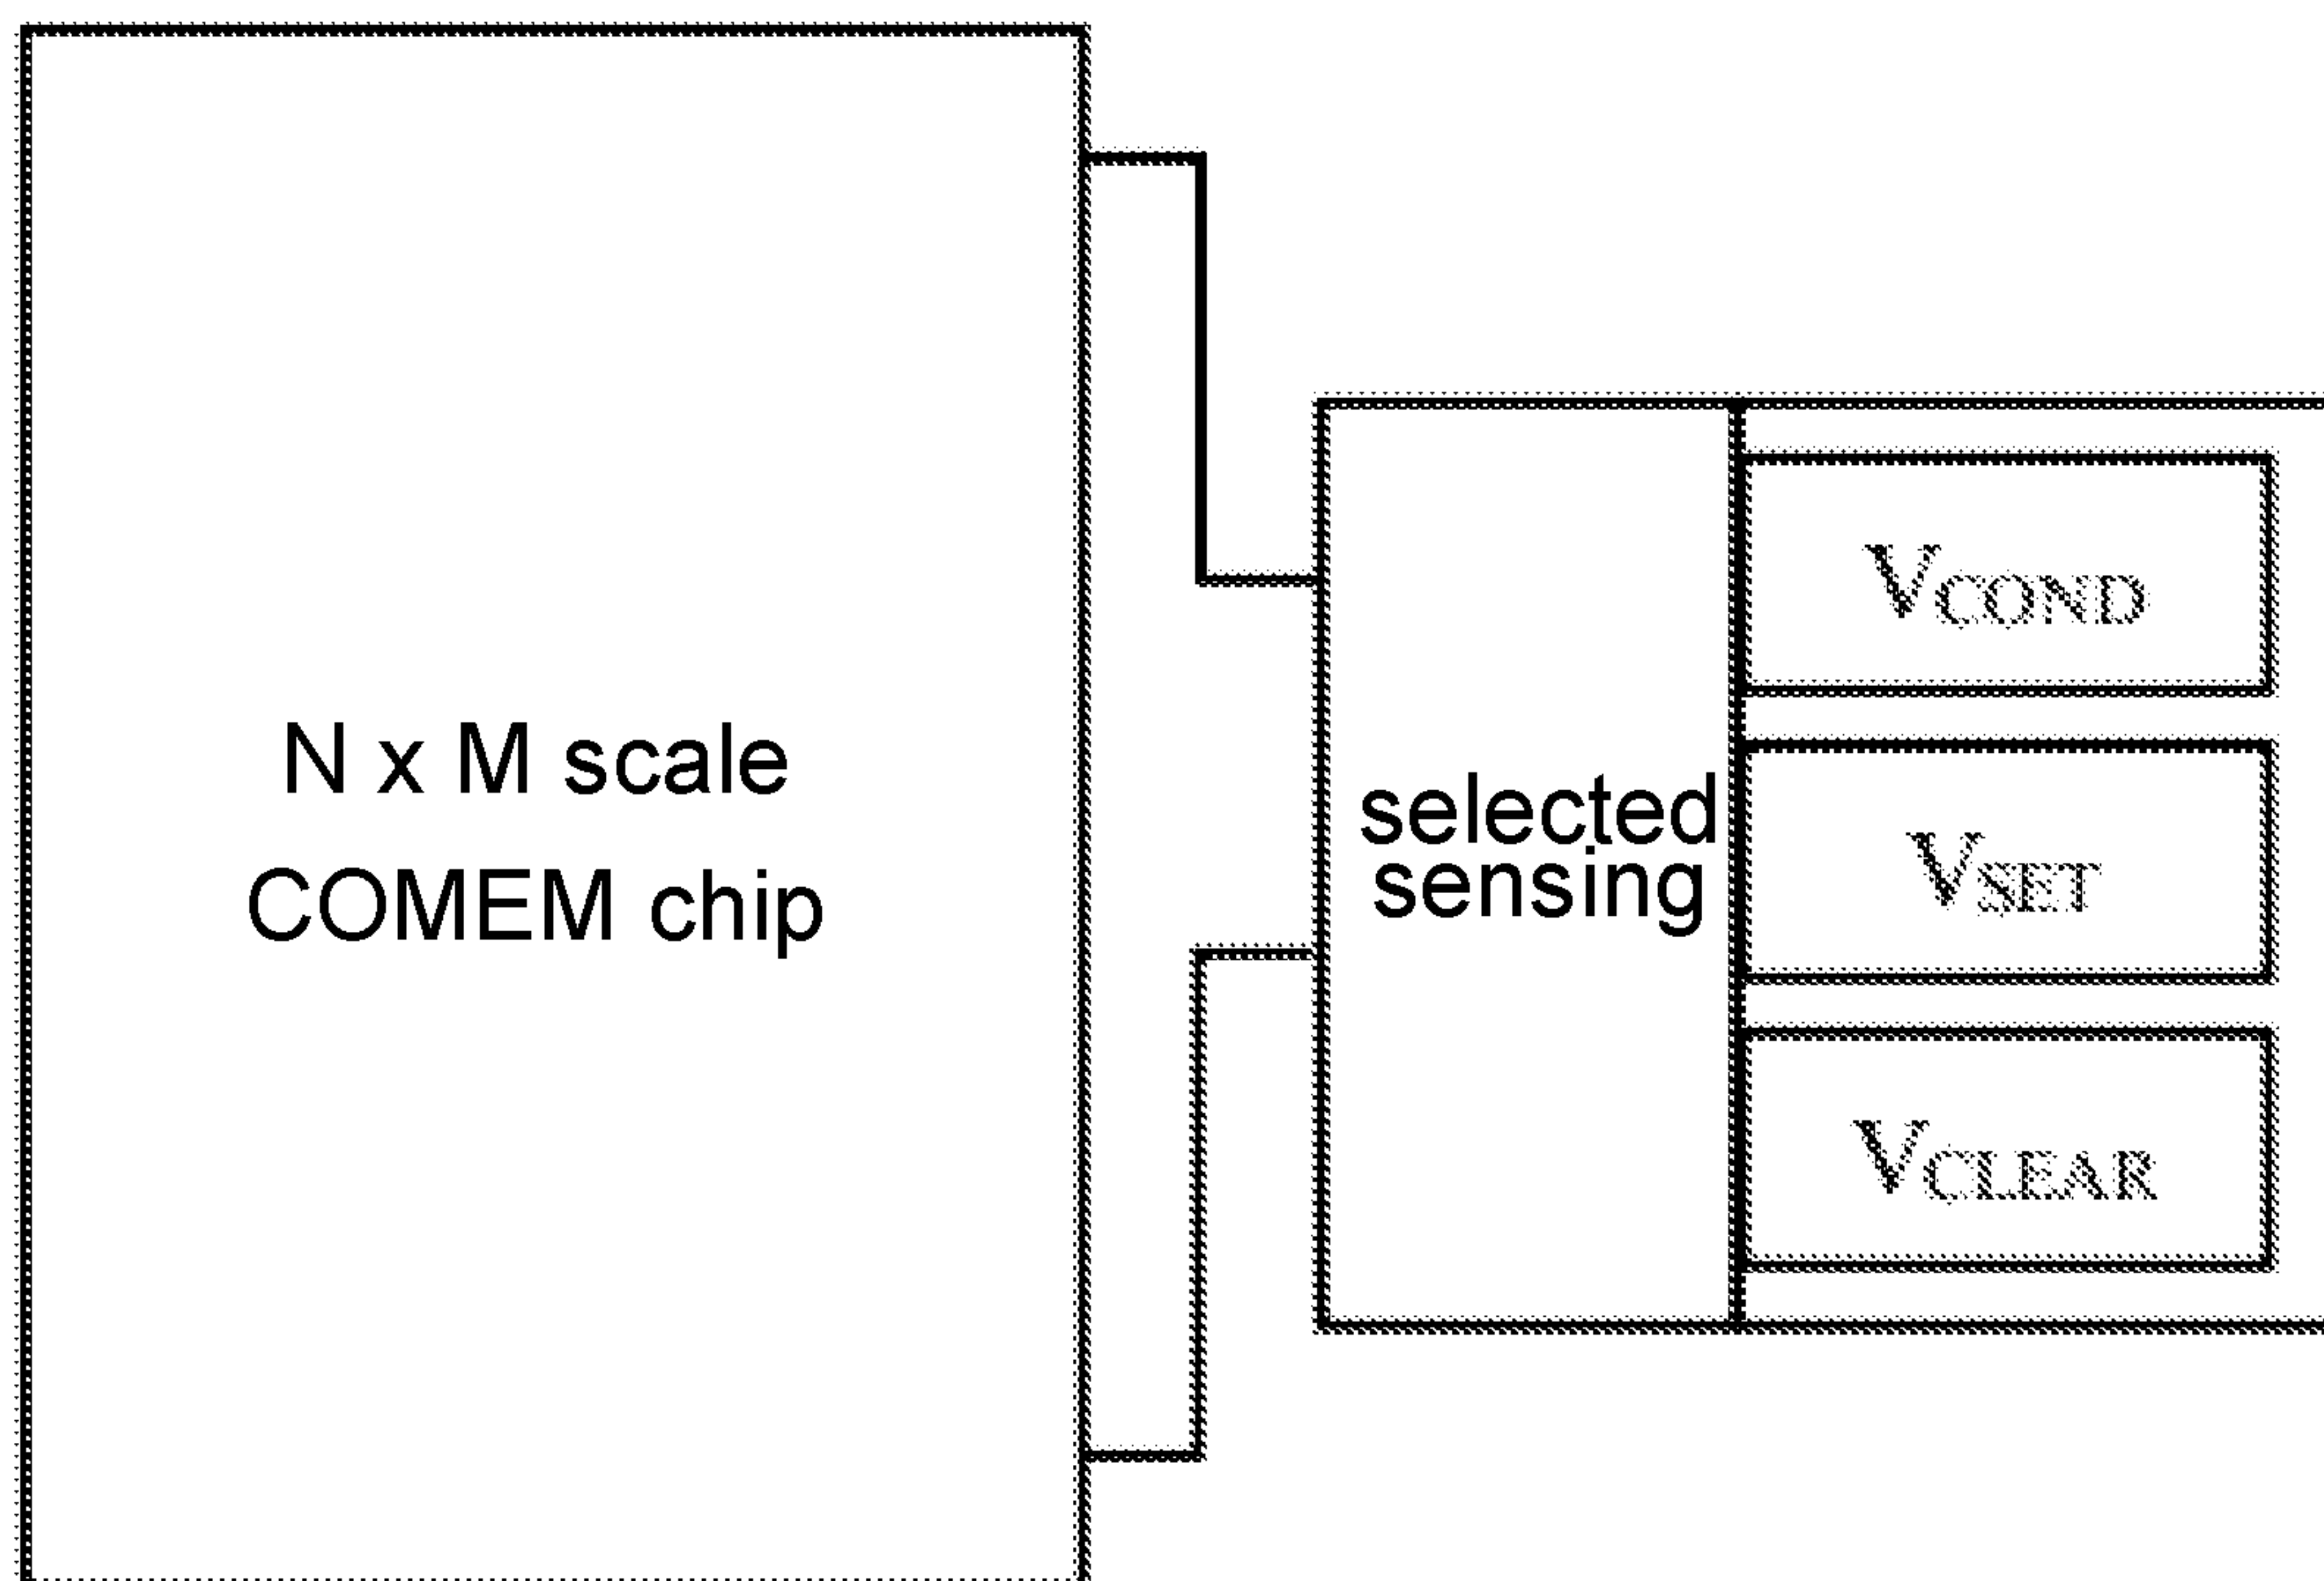 N x M scale
COMEM chip
selected
sensing
VCOND
VSET
VCLEAR